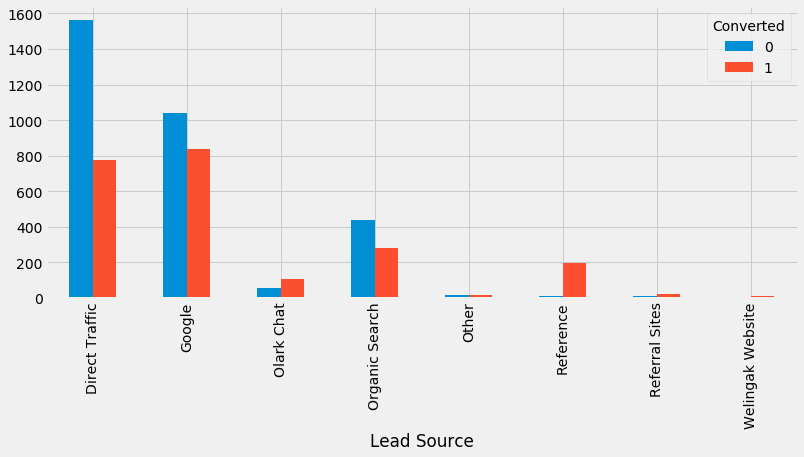 1600
1400
1200
1000
800
600
400
200
0
Converted
0
1
Direct Traffic
Google
Olark Chat
Organic Search
Other
Reference
Referral Sites
Welingak Website
Lead Source